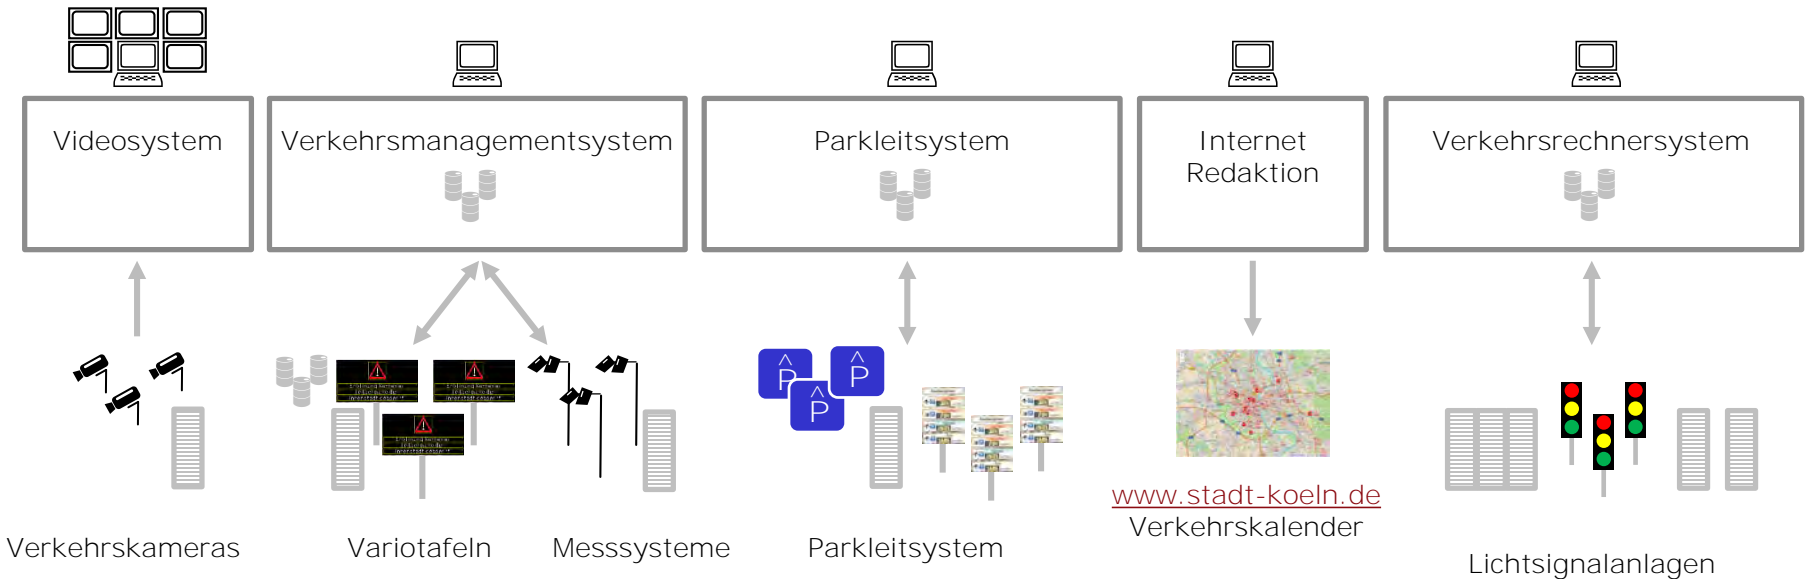 Videosystem
Verkehrsmanagementsystem
Parkleitsystem
Internet
Redaktion
Verkehrsrechnersystem
P
P
P
www.stadt-koeln.de
Verkehrskalender
Verkehrskameras
Variotafeln
Messsysteme
Parkleitsystem
Lichtsignalanlagen